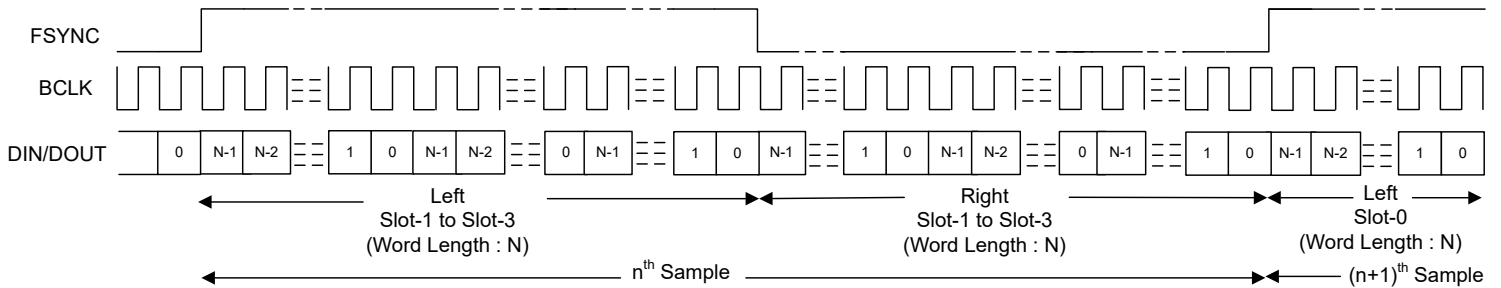 FSYNC
BCLK
DIN/DOUT
0 N-1 N-2 1 0 N-1 N-2 0 N-1 1 0 N-1 1 0 N-1 N-2 0 N-1 1 0 N-1 N-2 1 0
Left
Slot-1 to Slot-3
(Word Length : N)
Right
Slot-1 to Slot-3
(Word Length : N)
Left
Slot-0
(Word Length : N)
nth Sample
(n+1)th Sample